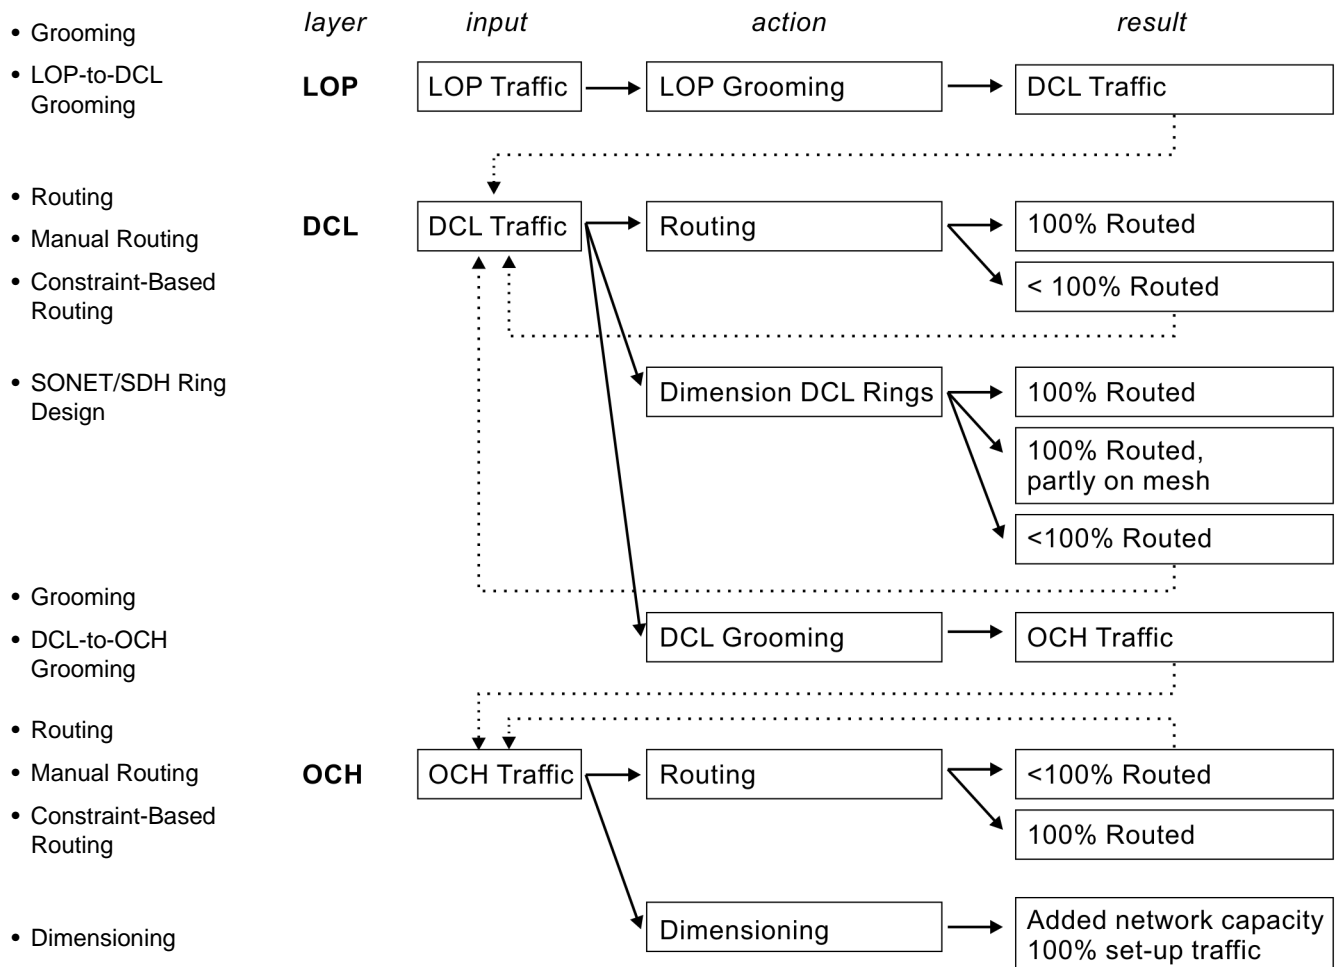 layer input action result
• Grooming
• LOP-to-DCL
Grooming
LOP
LOP Traffic
LOP Grooming
DCL Traffic
• Routing
• Manual Routing
• Constraint-Based
Routing
DCL
DCL Traffic
Routing
100% Routed
< 100% Routed
• SONET/SDH Ring
Design
Dimension DCL Rings
100% Routed
100% Routed,
partly on mesh
<100% Routed
• Grooming
• DCL-to-OCH
Grooming
DCL Grooming
OCH Traffic
• Routing
• Manual Routing
• Constraint-Based
Routing
OCH
OCH Traffic
Routing
<100% Routed
100% Routed
• Dimensioning
Dimensioning
Added network capacity
100% set-up traffic